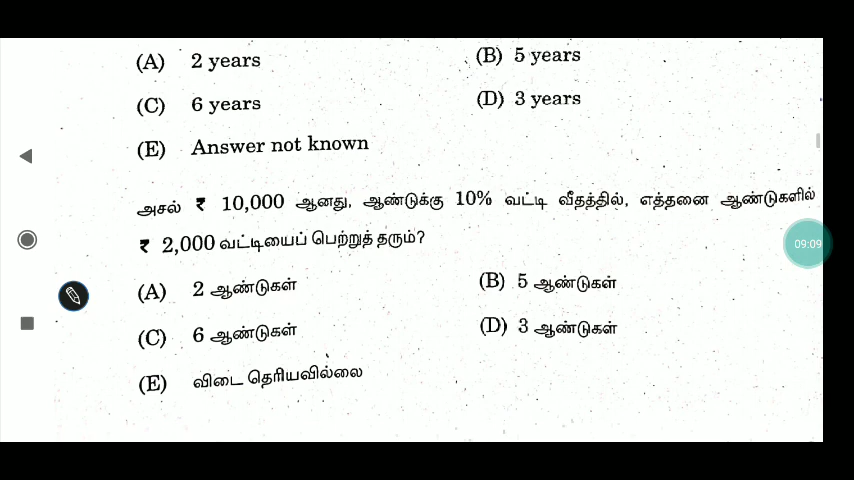 (A) 2 years (B) 5 years
(C) 6 years (D) 3 years
(E) Answer not known
அசல் ₹ 10,000 ஆனது, ஆண்டுக்கு 10% வட்டி வீதத்தில், எத்தனை ஆண்டுகளில்
₹ 2,000 வட்டியைப் பெற்றுத் தரும்?
09:09
(A) 2 ஆண்டுகள் (B) 5 ஆண்டுகள்
(C) 6 ஆண்டுகள் (D) 3 ஆண்டுகள்
(E) விடை தெரியவில்லை